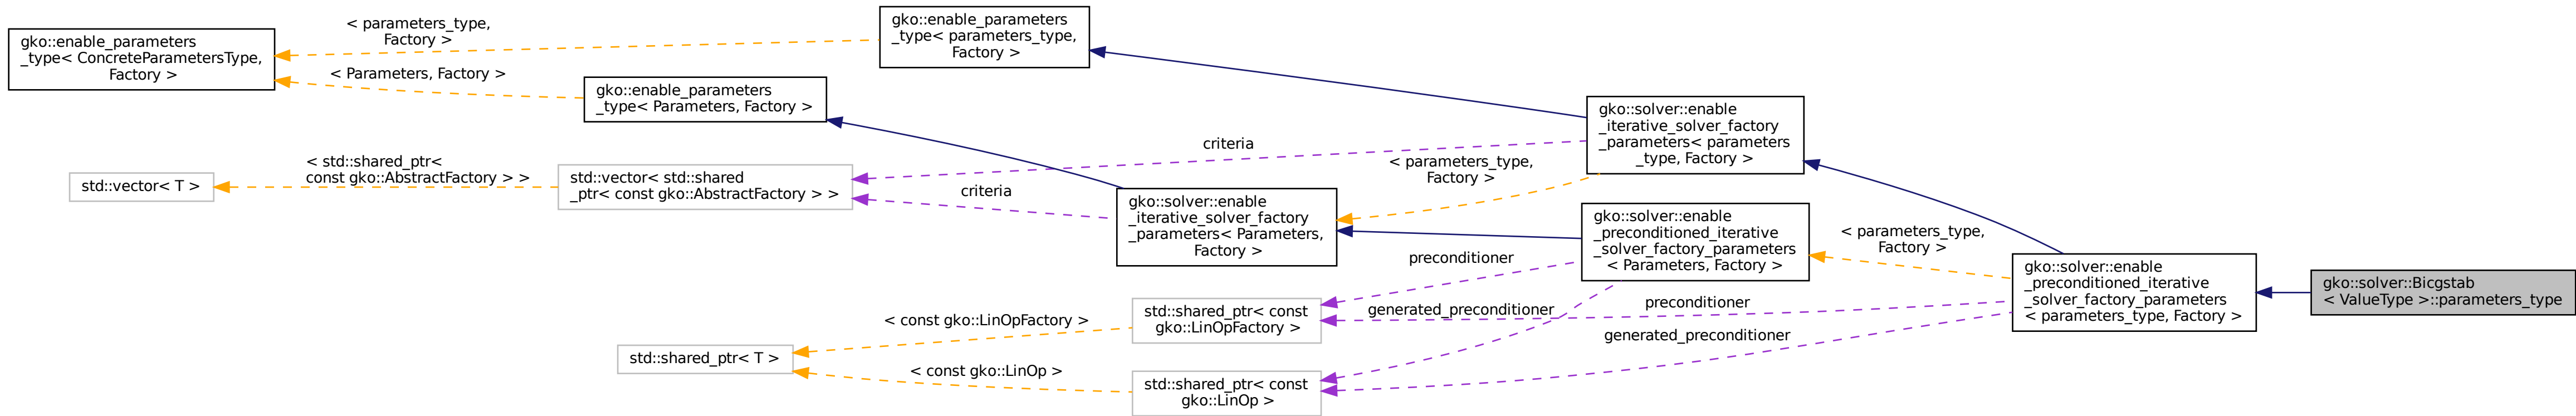 gko::enable_parameters
_type< ConcreteParametersType,
Factory >
< parameters_type,
Factory >
< Parameters, Factory >
gko::enable_parameters
_type< parameters_type,
Factory >
gko::enable_parameters
_type< Parameters, Factory >
std::vector< T >
< std::shared_ptr<
const gko::AbstractFactory > >
std::vector< std::shared
_ptr< const gko::AbstractFactory > >
criteria
criteria
gko::solver::enable
_iterative_solver_factory
_parameters< parameters
_type, Factory >
< parameters_type,
Factory >
gko::solver::enable
_iterative_solver_factory
_parameters< Parameters,
Factory >
gko::solver::enable
_preconditioned_iterative
_solver_factory_parameters
< Parameters, Factory >
< parameters_type,
Factory >
preconditioner
generated_preconditioner
preconditioner
generated_preconditioner
gko::solver::enable
_preconditioned_iterative
_solver_factory_parameters
< parameters_type, Factory >
gko::solver::Bicgstab
< ValueType >::parameters_type
std::shared_ptr< const
gko::LinOpFactory >
< const gko::LinOpFactory >
std::shared_ptr< T >
< const gko::LinOp >
std::shared_ptr< const
gko::LinOp >